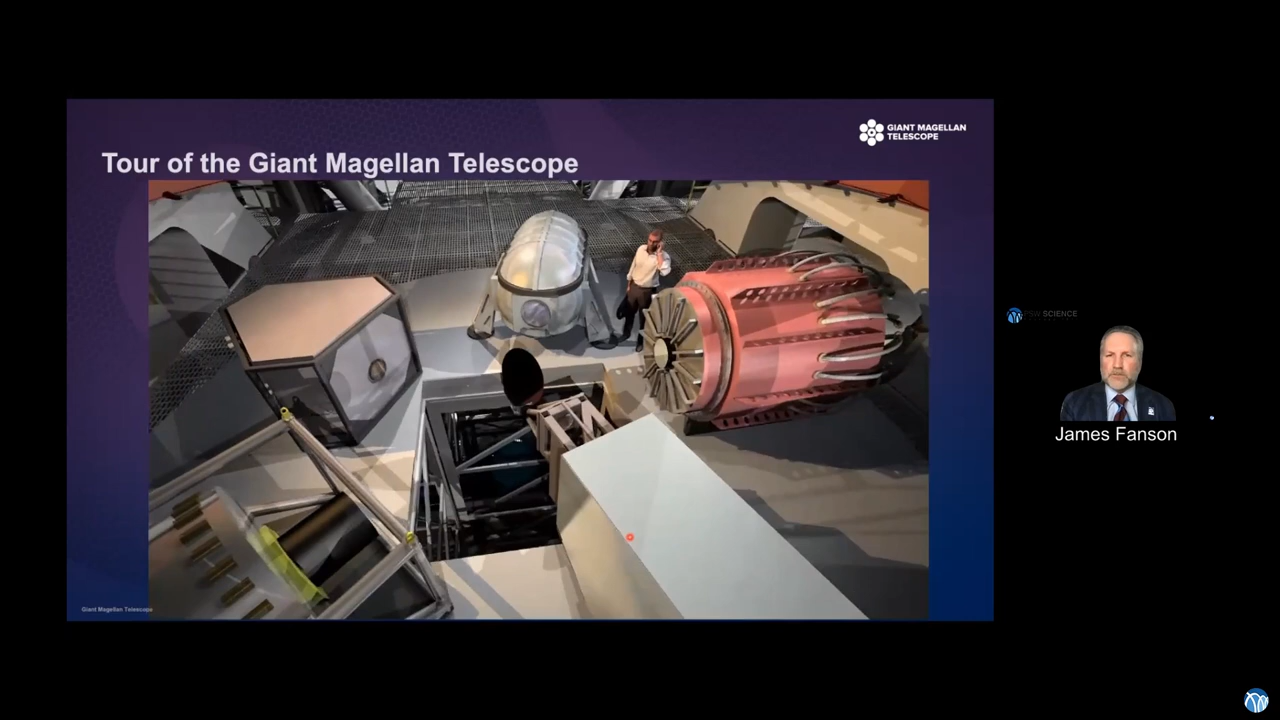 GIANT MAGELLAN
TELESCOPE
Tour of the Giant Magellan Telescope
PSW SCIENCE
James Fanson
Giant Magellan Telescope